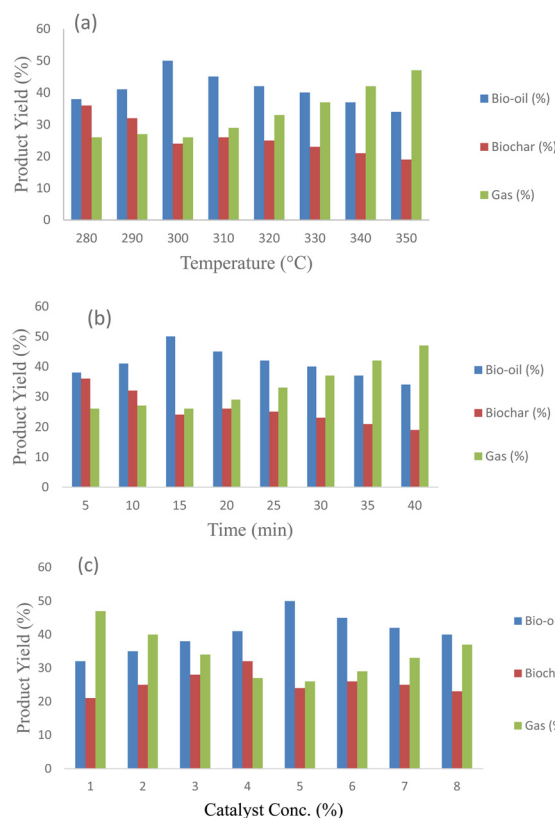 (a)
Product Yield (%)
60
50
40
30
20
10
0
280 290 300 310 320 330 340 350
Temperature (°C)
Bio-oil (%)
Biochar (%)
Gas (%)
(b)
Product Yield (%)
60
50
40
30
20
10
0
5 10 15 20 25 30 35 40
Time (min)
Bio-oil (%)
Biochar (%)
Gas (%)
(c)
Product Yield (%)
60
50
40
30
20
10
0
1 2 3 4 5 6 7 8
Catalyst Conc. (%)
Bio-o
Bioch
Gas (